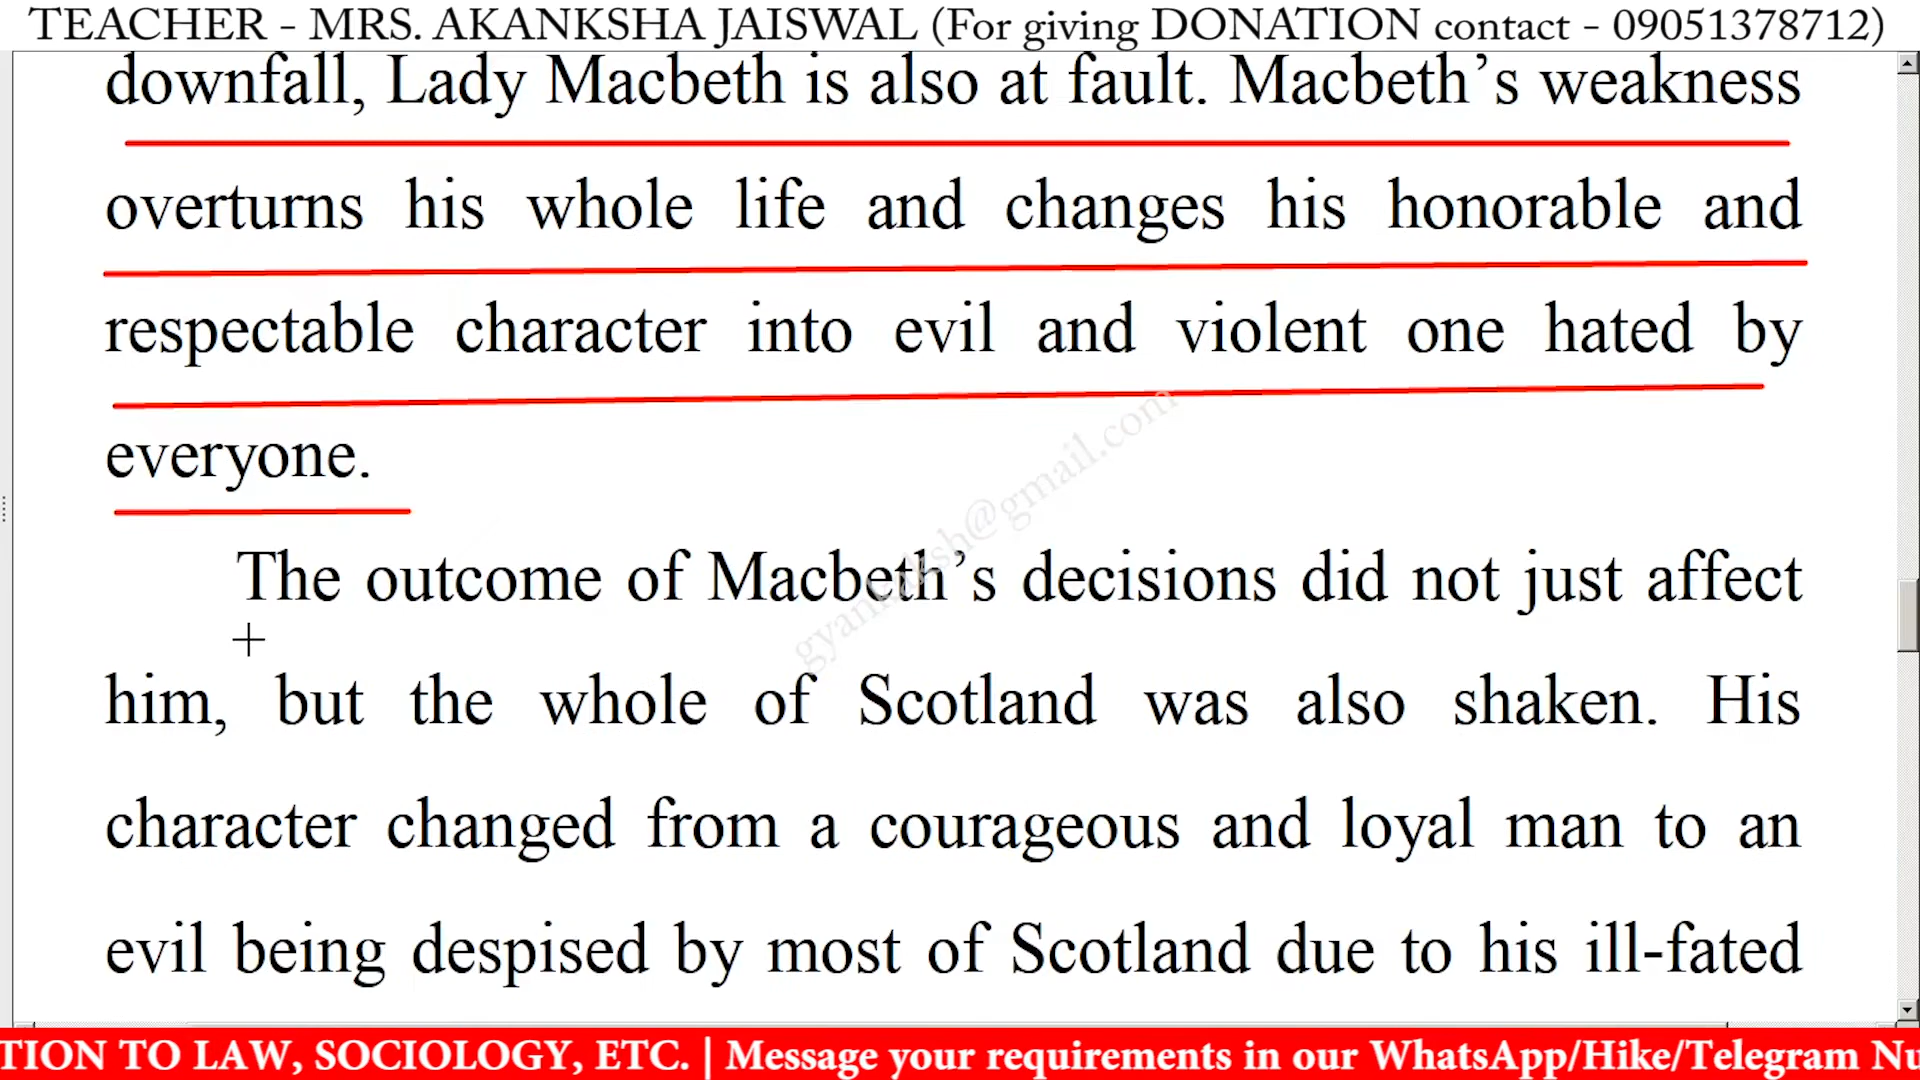 TEACHER - MRS. AKANKSHA JAISWAL (For giving DONATION contact - 09051378712)
downfall, Lady Macbeth is also at fault. Macbeth’s weakness
overturns his whole life and changes his honorable and
respectable character into evil and violent one hated by
everyone.
The outcome of Macbeth’s decisions did not just affect
him, but the whole of Scotland was also shaken. His
character changed from a courageous and loyal man to an
evil being despised by most of Scotland due to his ill-fated
TION TO LAW, SOCIOLOGY, ETC. | Message your requirements in our WhatsApp/Hike/Telegram Nu